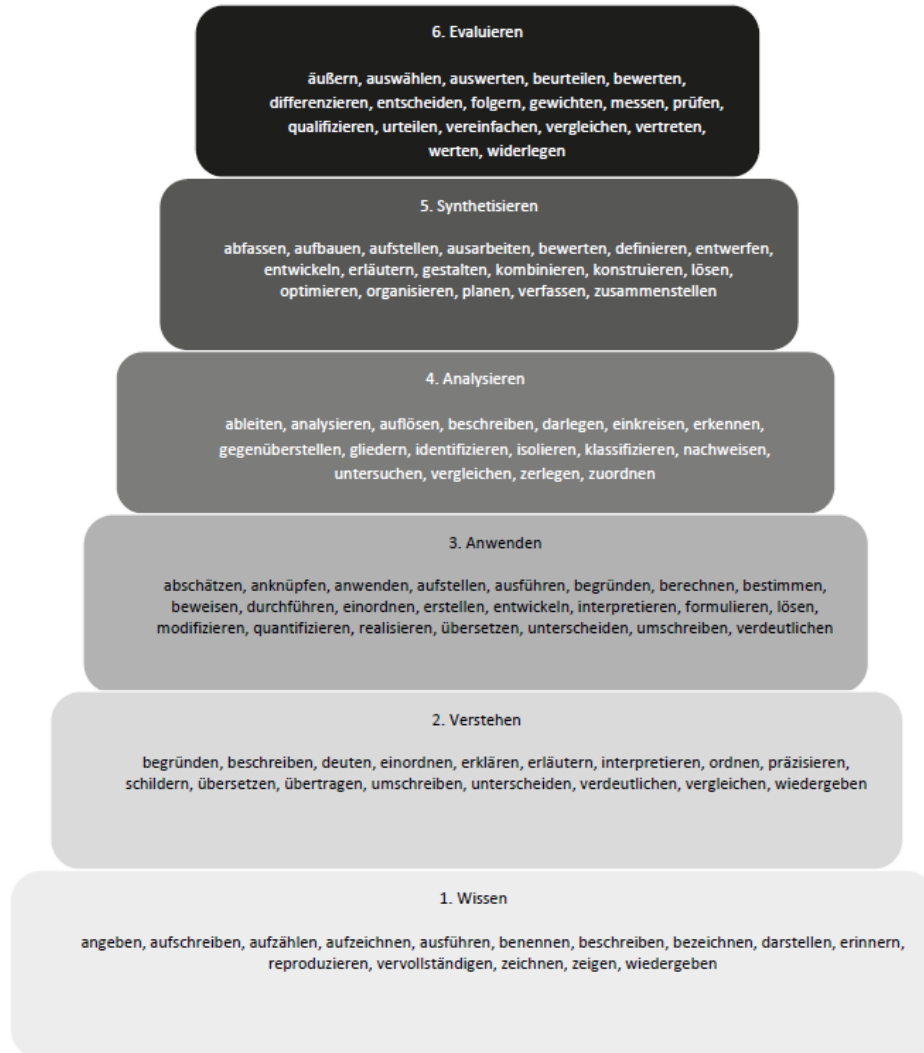 6. Evaluieren
äußern, auswählen, auswerten, beurteilen, bewerten,
differenzieren, entscheiden, folgern, gewichten, messen, prüfen,
qualifizieren, urteilen, vereinfachen, vergleichen, vertreten,
werten, widerlegen
5. Synthetisieren
abfassen, aufbauen, aufstellen, ausarbeiten, bewerten, definieren, entwerfen,
entwickeln, erläutern, gestalten, kombinieren, konstruieren, lösen,
optimieren, organisieren, planen, verfassen, zusammenstellen
4. Analysieren
ableiten, analysieren, auflösen, beschreiben, darlegen, einkreisen, erkennen,
gegenüberstellen, gliedern, identifizieren, isolieren, klassifizieren, nachweisen,
untersuchen, vergleichen, zerlegen, zuordnen
3. Anwenden
abschätzen, anknüpfen, anwenden, aufstellen, ausführen, begründen, berechnen, bestimmen,
beweisen, durchführen, einordnen, erstellen, entwickeln, interpretieren, formulieren, lösen,
modifizieren, quantifizieren, realisieren, übersetzen, unterscheiden, umschreiben, verdeutlichen
2. Verstehen
begründen, beschreiben, deuten, einordnen, erklären, erläutern, interpretieren, ordnen, präzisieren,
schildern, übersetzen, übertragen, umschreiben, unterscheiden, verdeutlichen, vergleichen, wiedergeben
1. Wissen
angeben, aufschreiben, aufzählen, aufzeichnen, ausführen, benennen, beschreiben, bezeichnen, darstellen, erinnern,
reproduzieren, vervollständigen, zeichnen, zeigen, wiedergeben